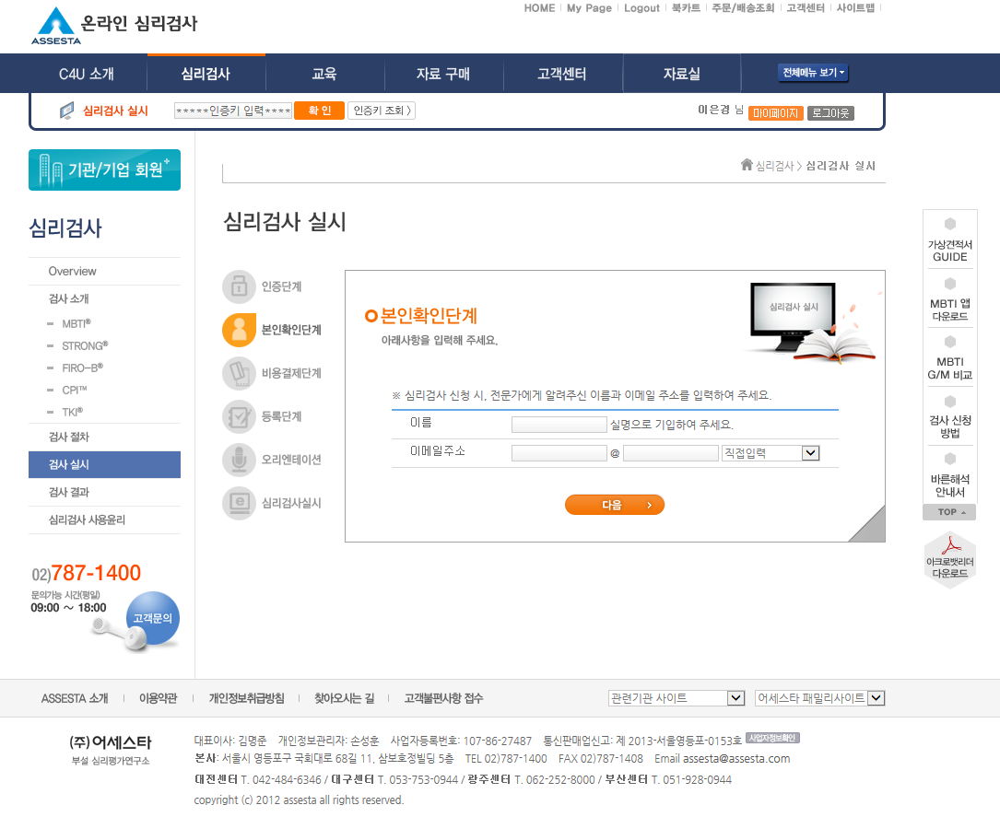 HOME My Page Logout 북카트 주문/배송조회 고객센터 사이트맵
ASSESTA 온라인 심리검사
C4U 소개 심리검사 교육 자료 구매 고객센터 자료실 전체메뉴 보기
심리검사 실시 *****인증키 입력**** 확 인 인증키 조회 〉 이은경 님 마이페이지 로그아웃
기관/기업 회원+
심리검사 > 심리검사 실시
심리검사
Overview
검사 소개
MBTI®
STRONG®
FIRO-B®
CPI™
TKI®
검사 절차
검사 실시
검사 결과
심리검사 사용윤리
02)787-1400
문의가능 시간(평일)
09:00 ~ 18:00
고객문의
심리검사 실시
인증단계
본인확인단계
비용결제단계
등록단계
오리엔테이션
심리검사실시
본인확인단계
아래사항을 입력해 주세요.
심리검사 실시
※ 심리검사 신청 시, 전문가에게 알려주신 이름과 이메일 주소를 입력하여 주세요.
이름 실명으로 기입하여 주세요.
이메일주소 @ 직접입력
다음
가상견적서
GUIDE
MBTI 앱
다운로드
MBTI
G/M 비교
검사 신청
방법
바른해석
안내서
TOP
아크로뱃리더
다운로드
ASSESTA 소개 이용약관 개인정보취급방침 찾아오시는 길 고객불편사항 접수 관련기관 사이트 어세스타 패밀리사이트
(주)어세스타
부설 심리평가연구소
대표이사: 김명준 개인정보관리자: 손성훈 사업자등록번호: 107-86-27487 통신판매업신고: 제 2013-서울영등포-0153호 사업자정보확인
본사: 서울시 영등포구 국회대로 68길 11, 삼보호정빌딩 5층 TEL 02)787-1400 FAX 02)787-1408 Email assesta@assesta.com
대전센터 T. 042-484-6346 / 대구센터 T. 053-753-0944 / 광주센터 T. 062-252-8000 / 부산센터 T. 051-928-0944
copyright (c) 2012 assesta all rights reserved.